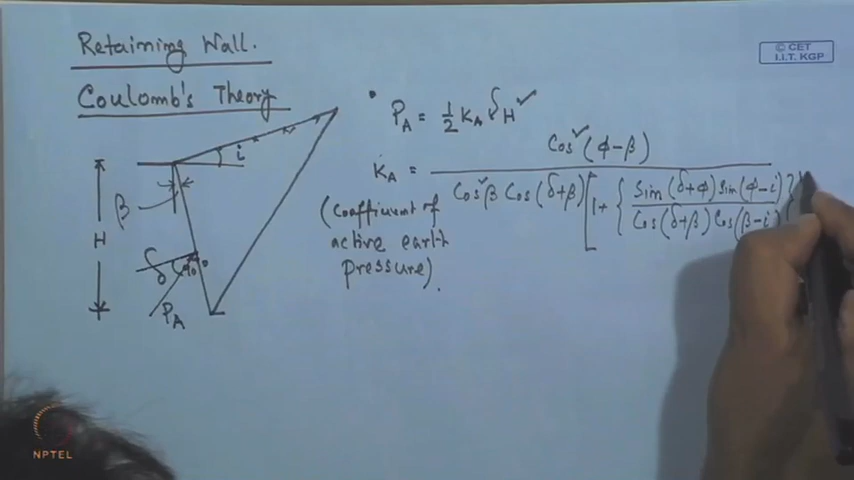 Retaining Wall.
© CET
I.I.T. KGP
Coulomb's Theory
P_A = 1/2 K_A γ H²
K_A = Cos²(φ-β) / Cos²β Cos(δ+β) [1+ { Sin(δ+φ) Sin(φ-i) / Cos(δ+β) Cos(β-i) }
(Coefficient of
active earth
pressure).
i
β
H
δ
90°
P_A
NPTEL